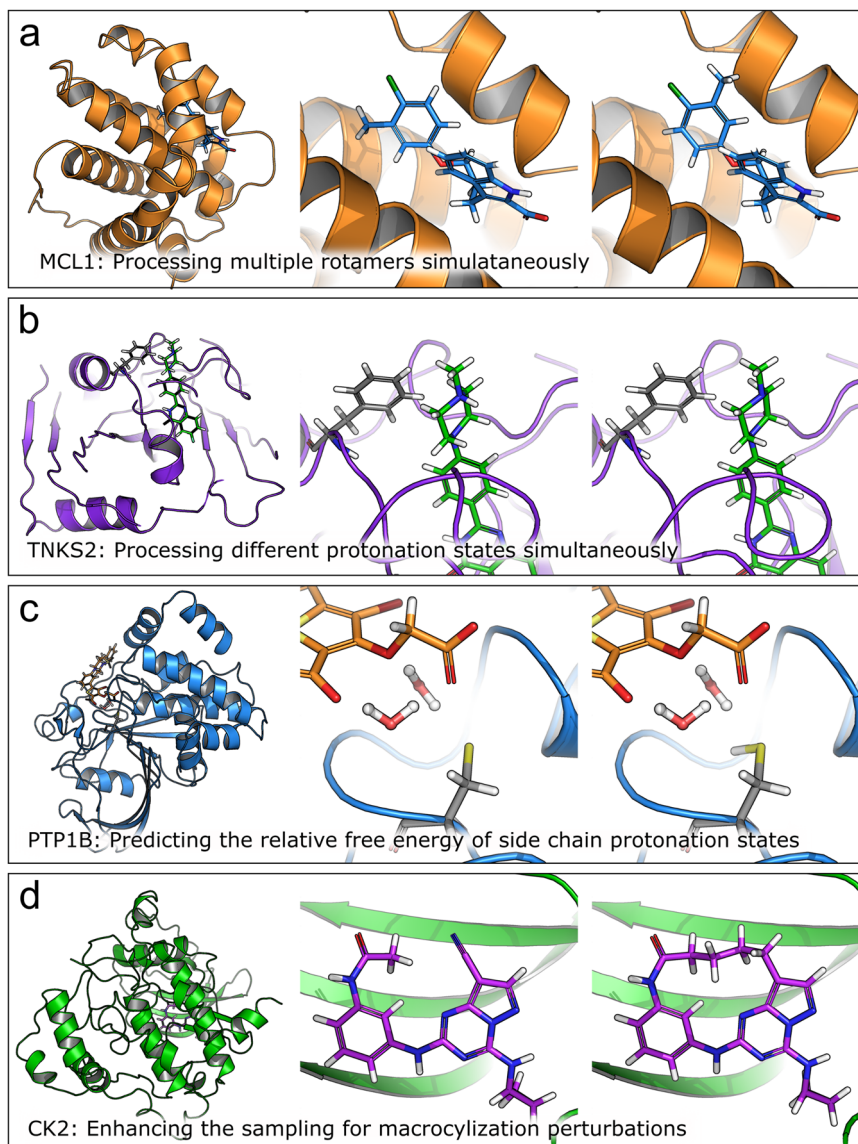 a
MCL1: Processing multiple rotamers simulataneously
b
TNKS2: Processing different protonation states simultaneously
c
PTP1B: Predicting the relative free energy of side chain protonation states
d
CK2: Enhancing the sampling for macrocylization perturbations